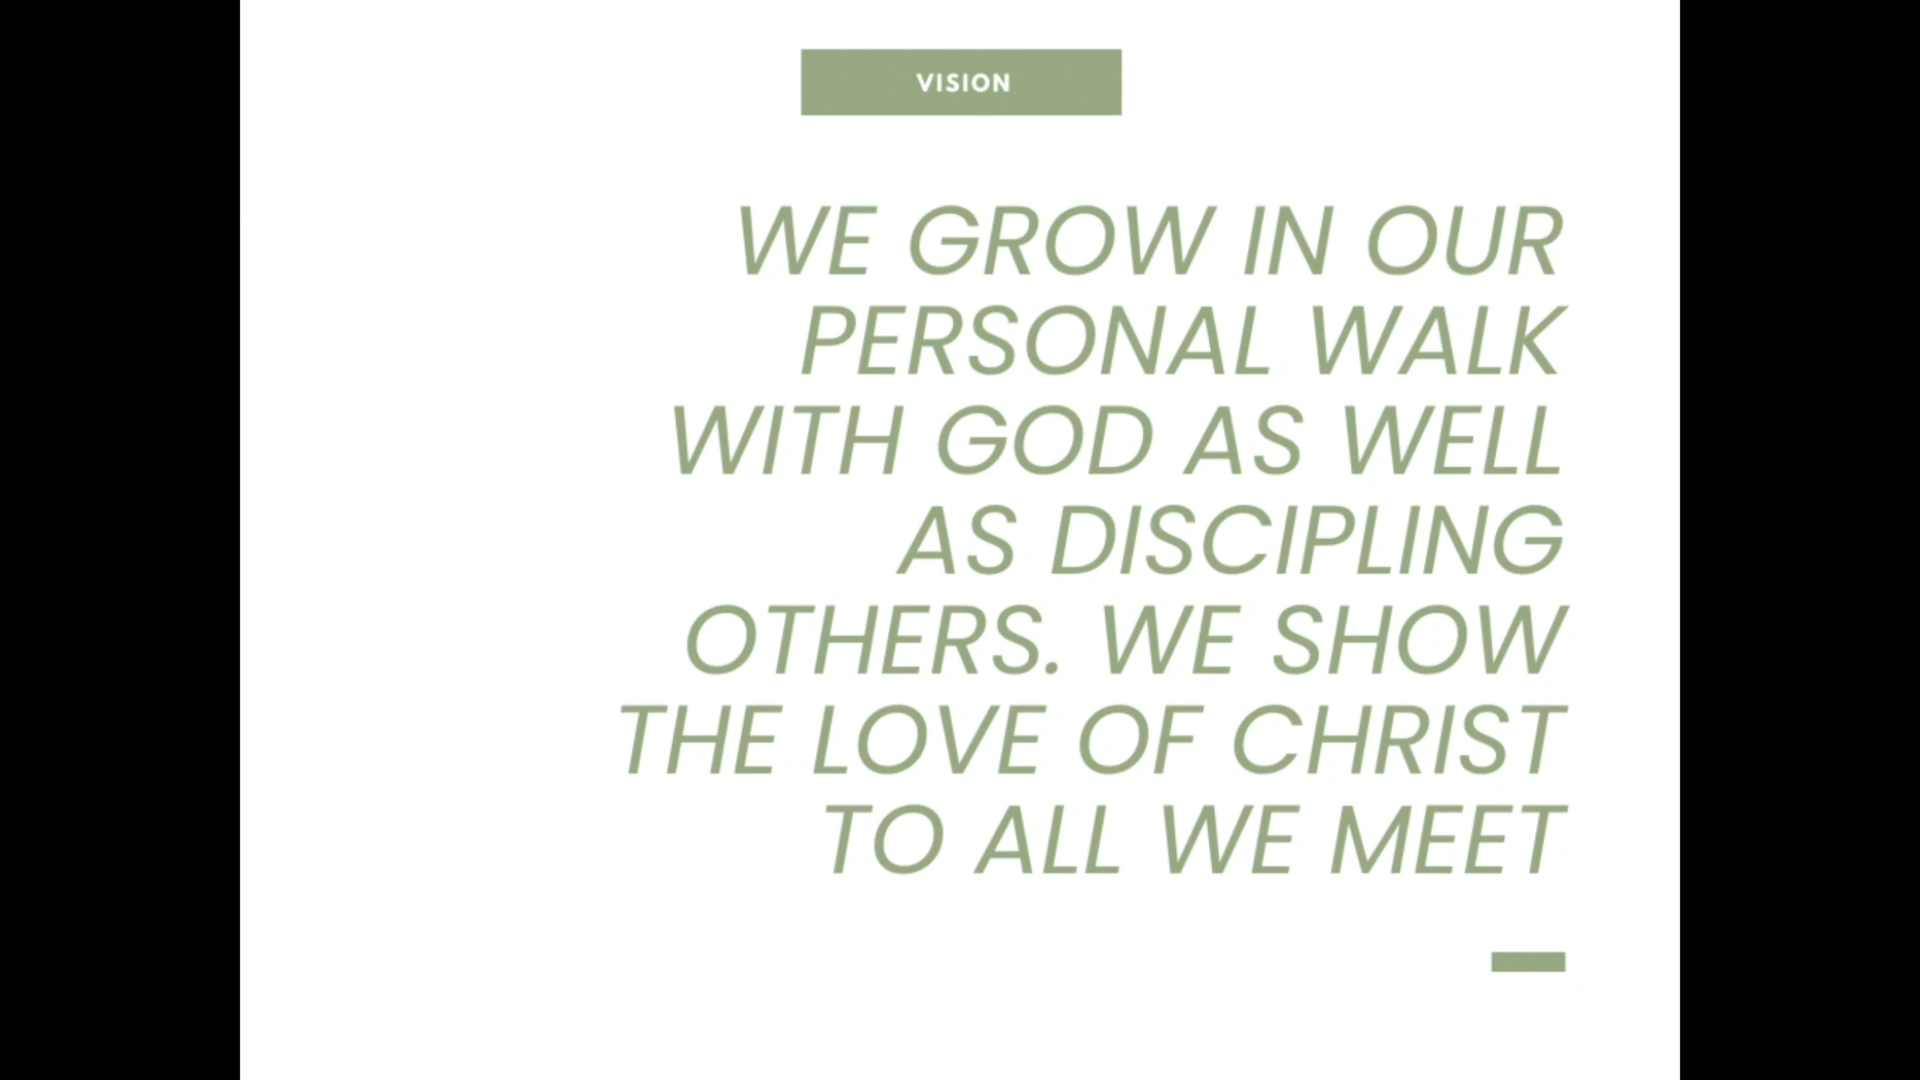 VISION
WE GROW IN OUR
PERSONAL WALK
WITH GOD AS WELL
AS DISCIPLING
OTHERS. WE SHOW
THE LOVE OF CHRIST
TO ALL WE MEET